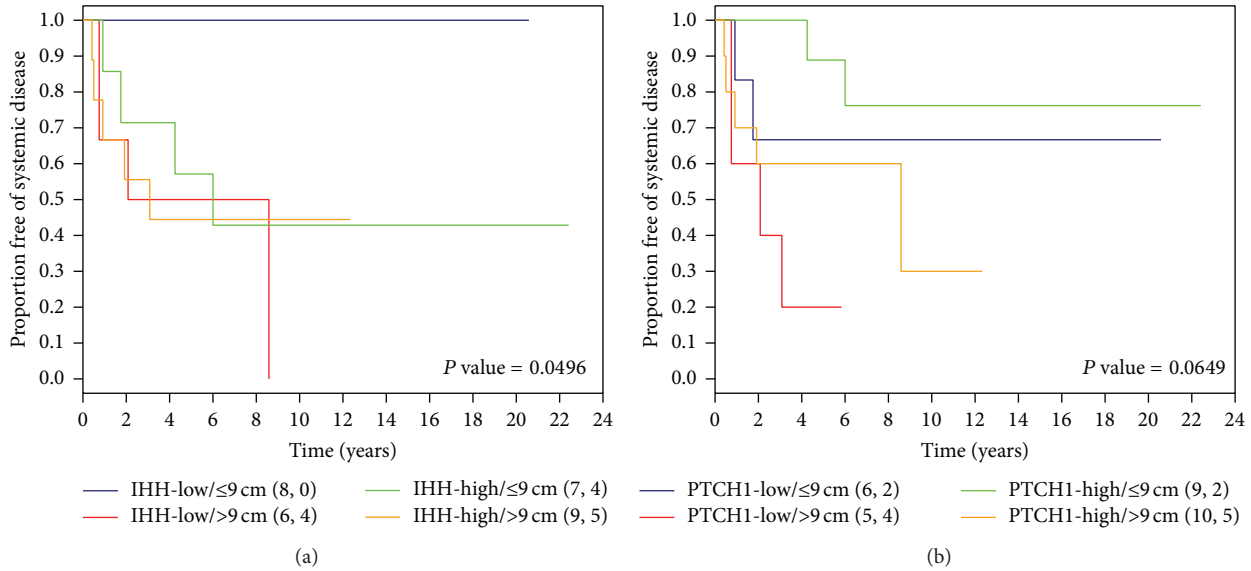 1.0
0.9
0.8
0.7
0.6
0.5
0.4
0.3
0.2
0.1
0.0
Proportion free of systemic disease
P value = 0.0496
0 2 4 6 8 10 12 14 16 18 20 22 24
Time (years)
IHH-low/≤9 cm (8, 0)
IHH-high/≤9 cm (7, 4)
IHH-low/>9 cm (6, 4)
IHH-high/>9 cm (9, 5)
(a)
1.0
0.9
0.8
0.7
0.6
0.5
0.4
0.3
0.2
0.1
0.0
Proportion free of systemic disease
P value = 0.0649
0 2 4 6 8 10 12 14 16 18 20 22 24
Time (years)
PTCH1-low/≤9 cm (6, 2)
PTCH1-high/≤9 cm (9, 2)
PTCH1-low/>9 cm (5, 4)
PTCH1-high/>9 cm (10, 5)
(b)